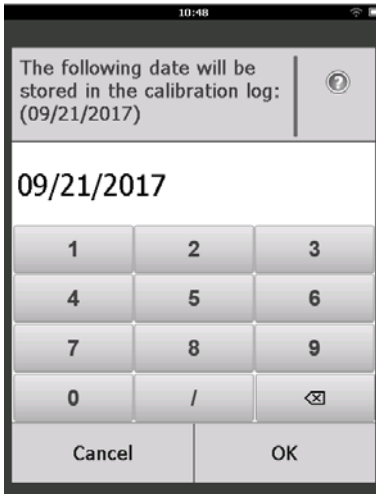 10:48
The following date will be
stored in the calibration log:
(09/21/2017)
?
09/21/2017
1 2 3
4 5 6
7 8 9
0 /
Cancel OK